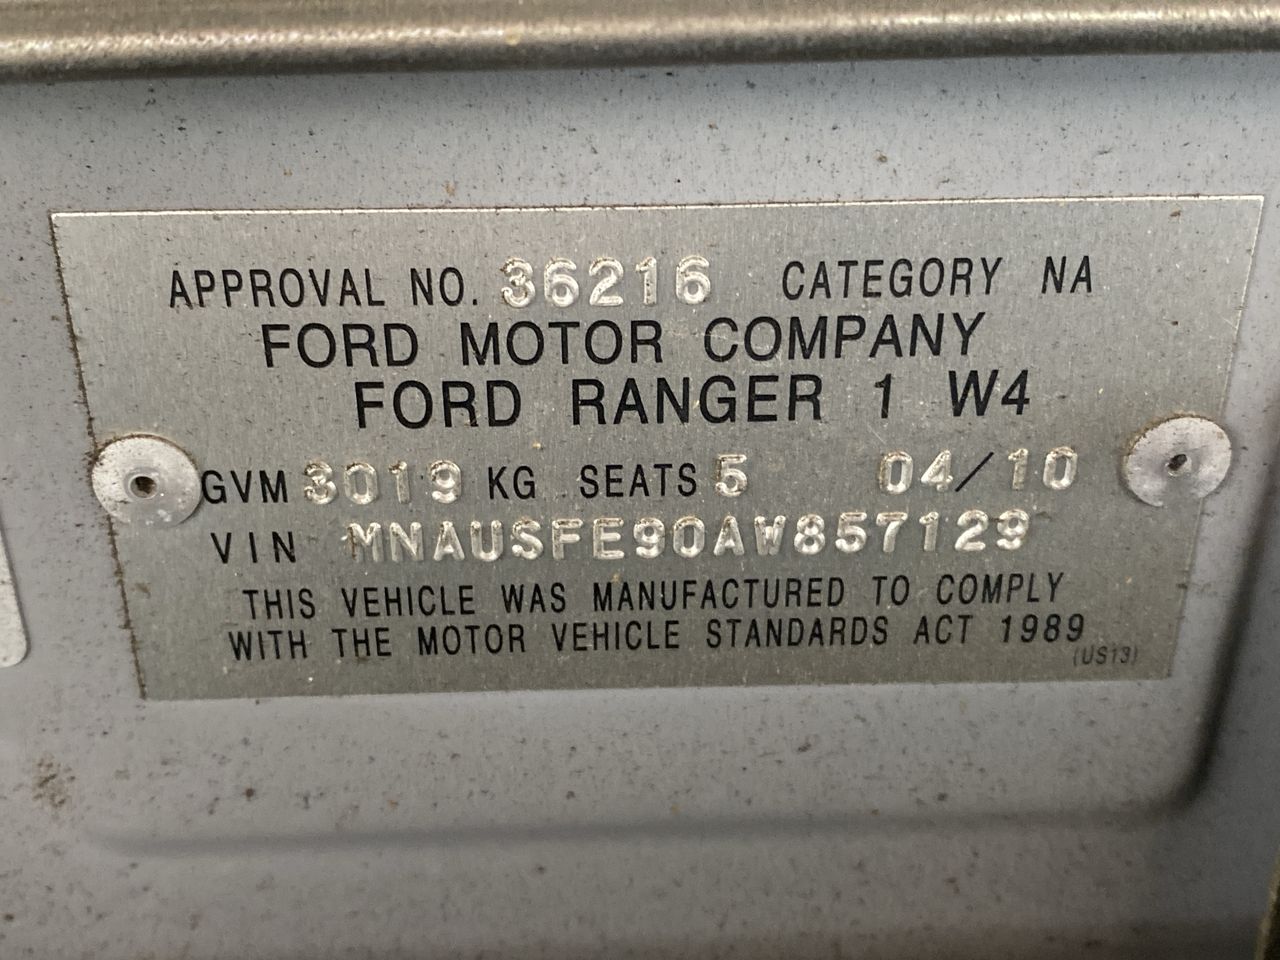 APPROVAL NO. 36216 CATEGORY NA
FORD MOTOR COMPANY
FORD RANGER 1 W4
GVM 3019 KG SEATS 5 04/10
VIN MNAUSFE90AW857129
THIS VEHICLE WAS MANUFACTURED TO COMPLY
WITH THE MOTOR VEHICLE STANDARDS ACT 1989
(US13)